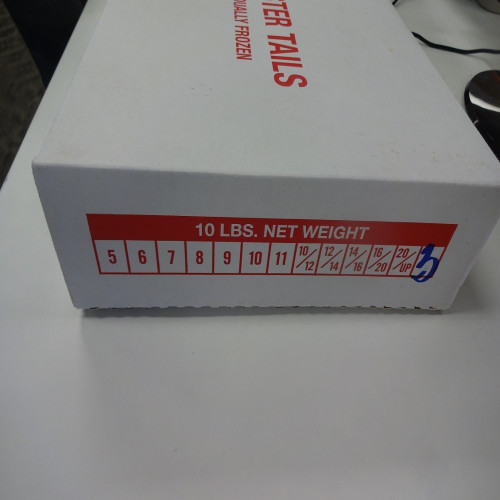 TER TAILS
DUALLY FROZEN
10 LBS. NET WEIGHT
5 6 7 8 9 10 11 10/12 12/14 14/16 16/20 20/UP